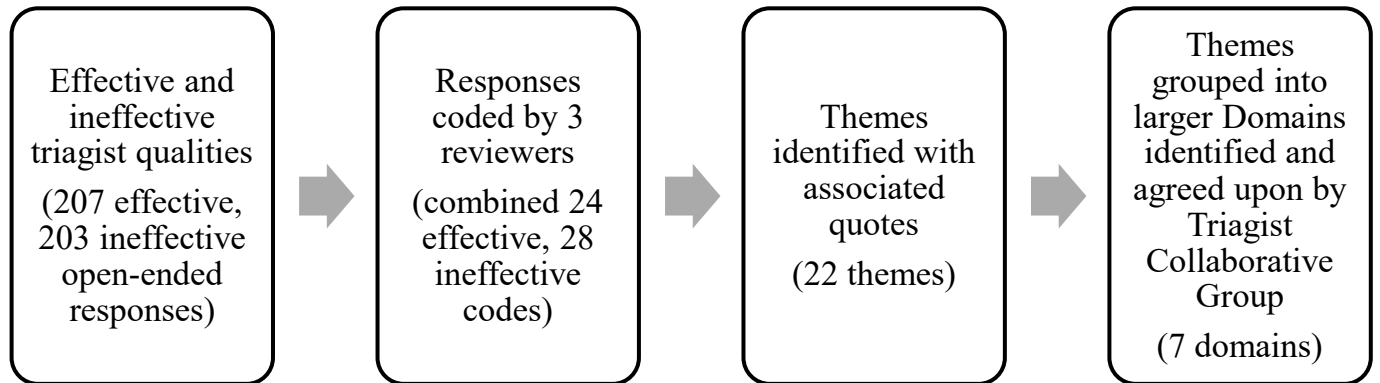 Effective and
ineffective
triagist qualities
(207 effective,
203 ineffective
open-ended
responses)
Responses
coded by 3
reviewers
(combined 24
effective, 28
ineffective
codes)
Themes
identified with
associated
quotes
(22 themes)
Themes
grouped into
larger Domains
identified and
agreed upon by
Triagist
Collaborative
Group
(7 domains)